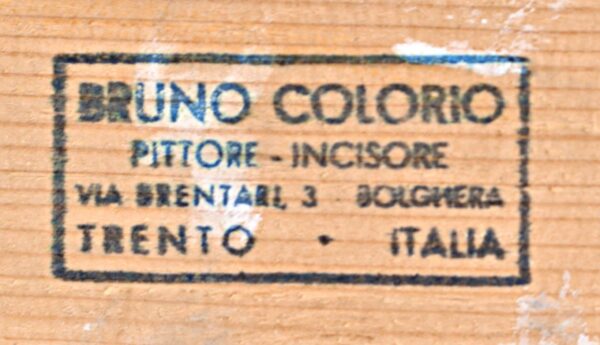 BRUNO COLORIO
PITTORE - INCISORE
VIA BRENTARI, 3 BOLGHERA
TRENTO · ITALIA